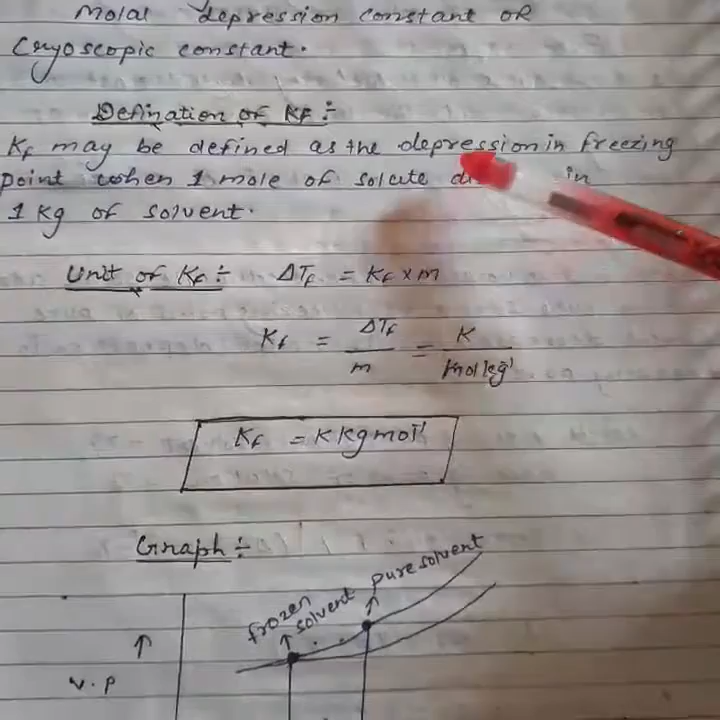 Molal depression constant OR
Cryoscopic constant.
Defination of Kf ÷
Kf may be defined as the depression in freezing
point when 1 mole of solute in
1 Kg of solvent.
Unit of Kf ÷ ΔTf = Kf × m
Kf = ΔTf / m = K / mol kg⁻¹
Kf = K kg mol⁻¹
Graph ÷
frozen solvent
pure solvent
↑
V.P